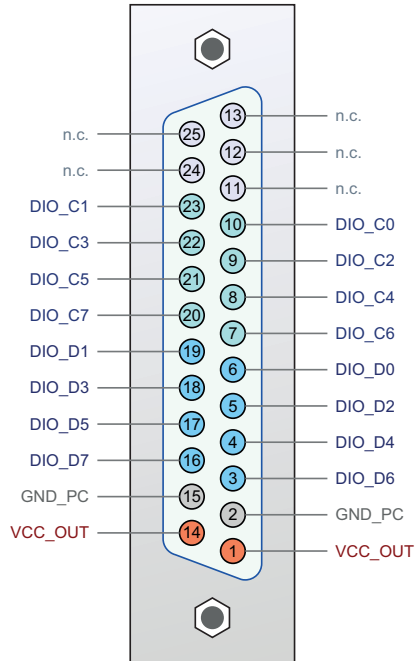 13 n.c.
n.c. 25
12 n.c.
n.c. 24
11 n.c.
DIO_C1 23
10 DIO_C0
DIO_C3 22
9 DIO_C2
DIO_C5 21
8 DIO_C4
DIO_C7 20
7 DIO_C6
DIO_D1 19
6 DIO_D0
DIO_D3 18
5 DIO_D2
DIO_D5 17
4 DIO_D4
DIO_D7 16
3 DIO_D6
GND_PC 15
2 GND_PC
VCC_OUT 14
1 VCC_OUT